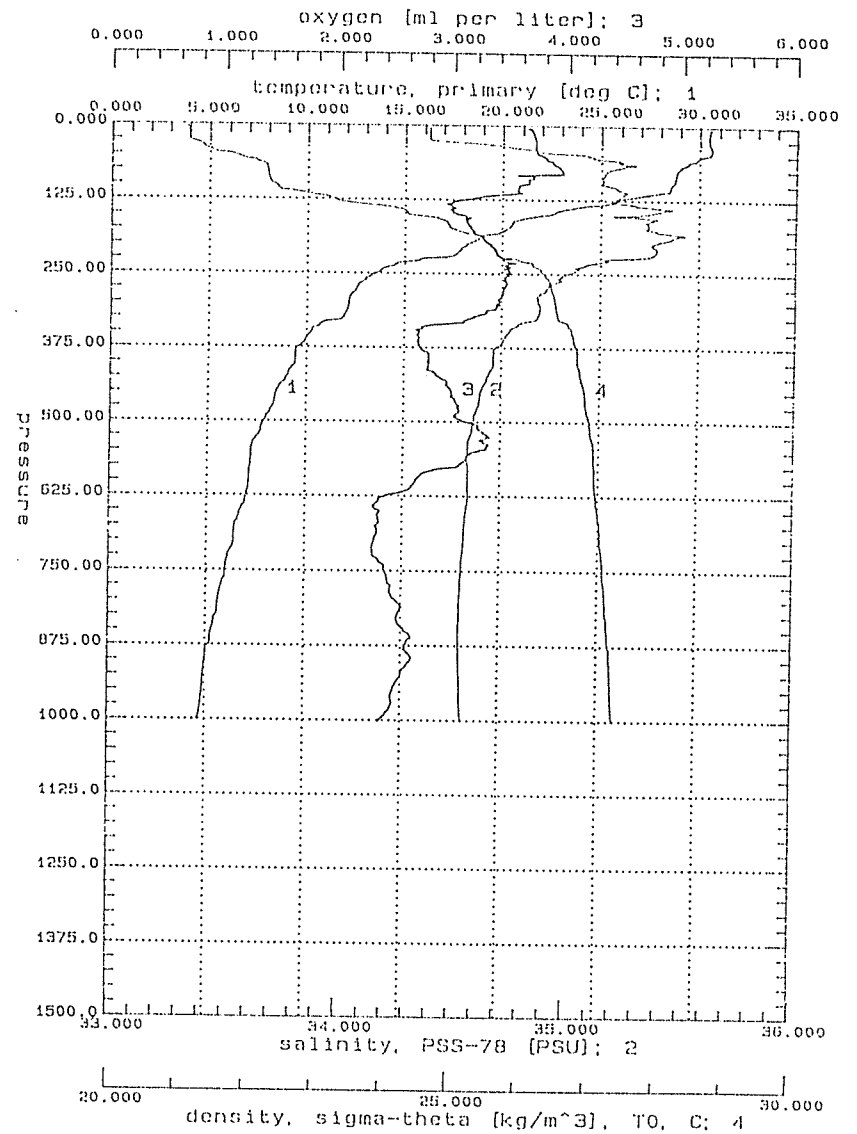 oxygen [ml per liter]; 3
0.000 1.000 2.000 3.000 4.000 5.000 6.000
temperature, primary [deg C]; 1
0.000 5.000 10.000 15.000 20.000 25.000 30.000 35.000
0.000
125.00
250.00
375.00
1 3 2 4
500.00
pressure
625.00
750.00
875.00
1000.0
1125.0
1250.0
1375.0
1500.0
33.000 34.000 35.000 36.000
salinity, PSS-78 [PSU]; 2
20.000 25.000 30.000
density, sigma-theta [kg/m^3], T0, C; 4